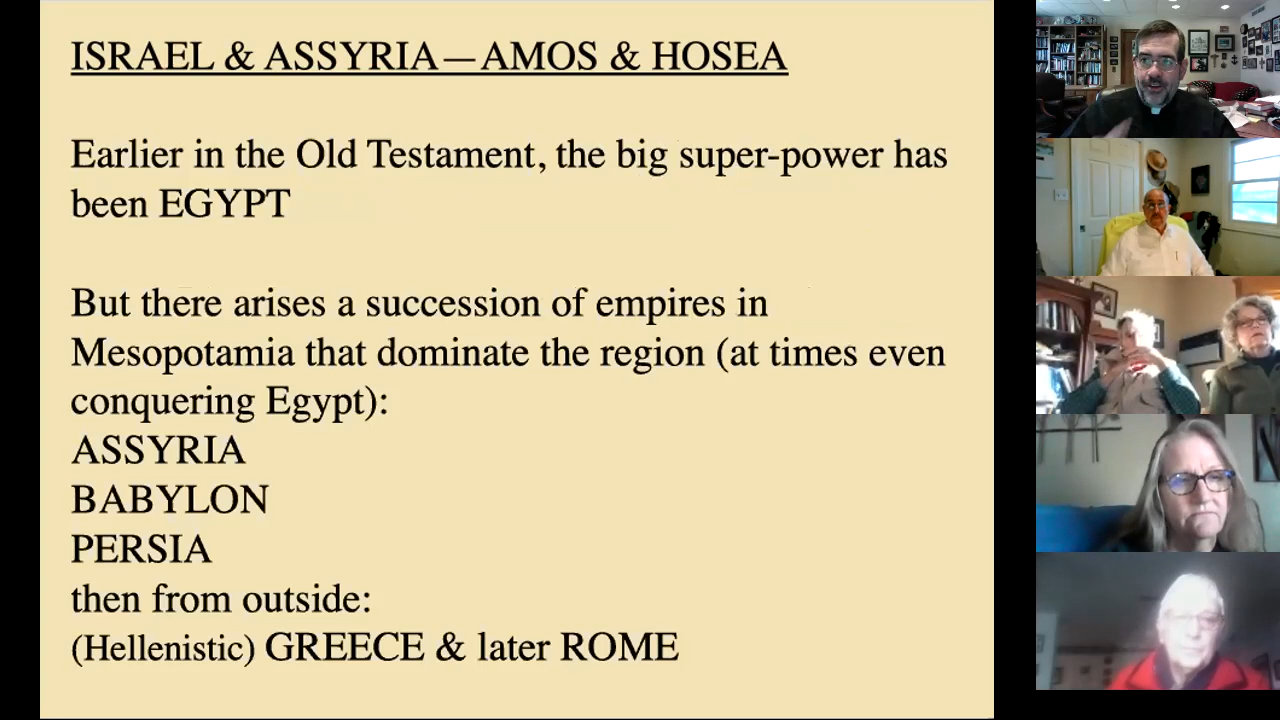 ISRAEL & ASSYRIA—AMOS & HOSEA
Earlier in the Old Testament, the big super-power has
been EGYPT
But there arises a succession of empires in
Mesopotamia that dominate the region (at times even
conquering Egypt):
ASSYRIA
BABYLON
PERSIA
then from outside:
(Hellenistic) GREECE & later ROME